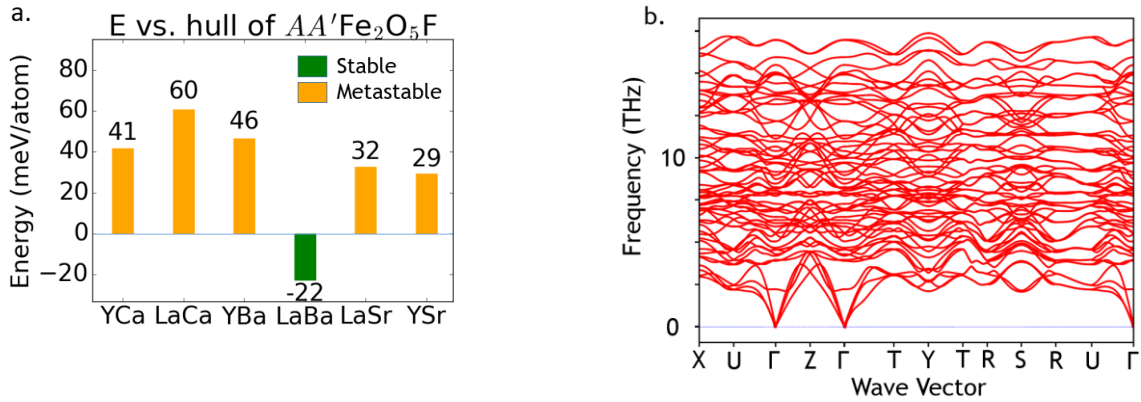 a.
E vs. hull of AA′Fe₂O₅F
Energy (meV/atom)
80
60
40
20
0
−20
Stable
Metastable
41
60
46
-22
32
29
YCa LaCa YBa LaBa LaSr YSr
b.
Frequency (THz)
10
0
X U Γ Z Γ T Y T R S R U Γ
Wave Vector